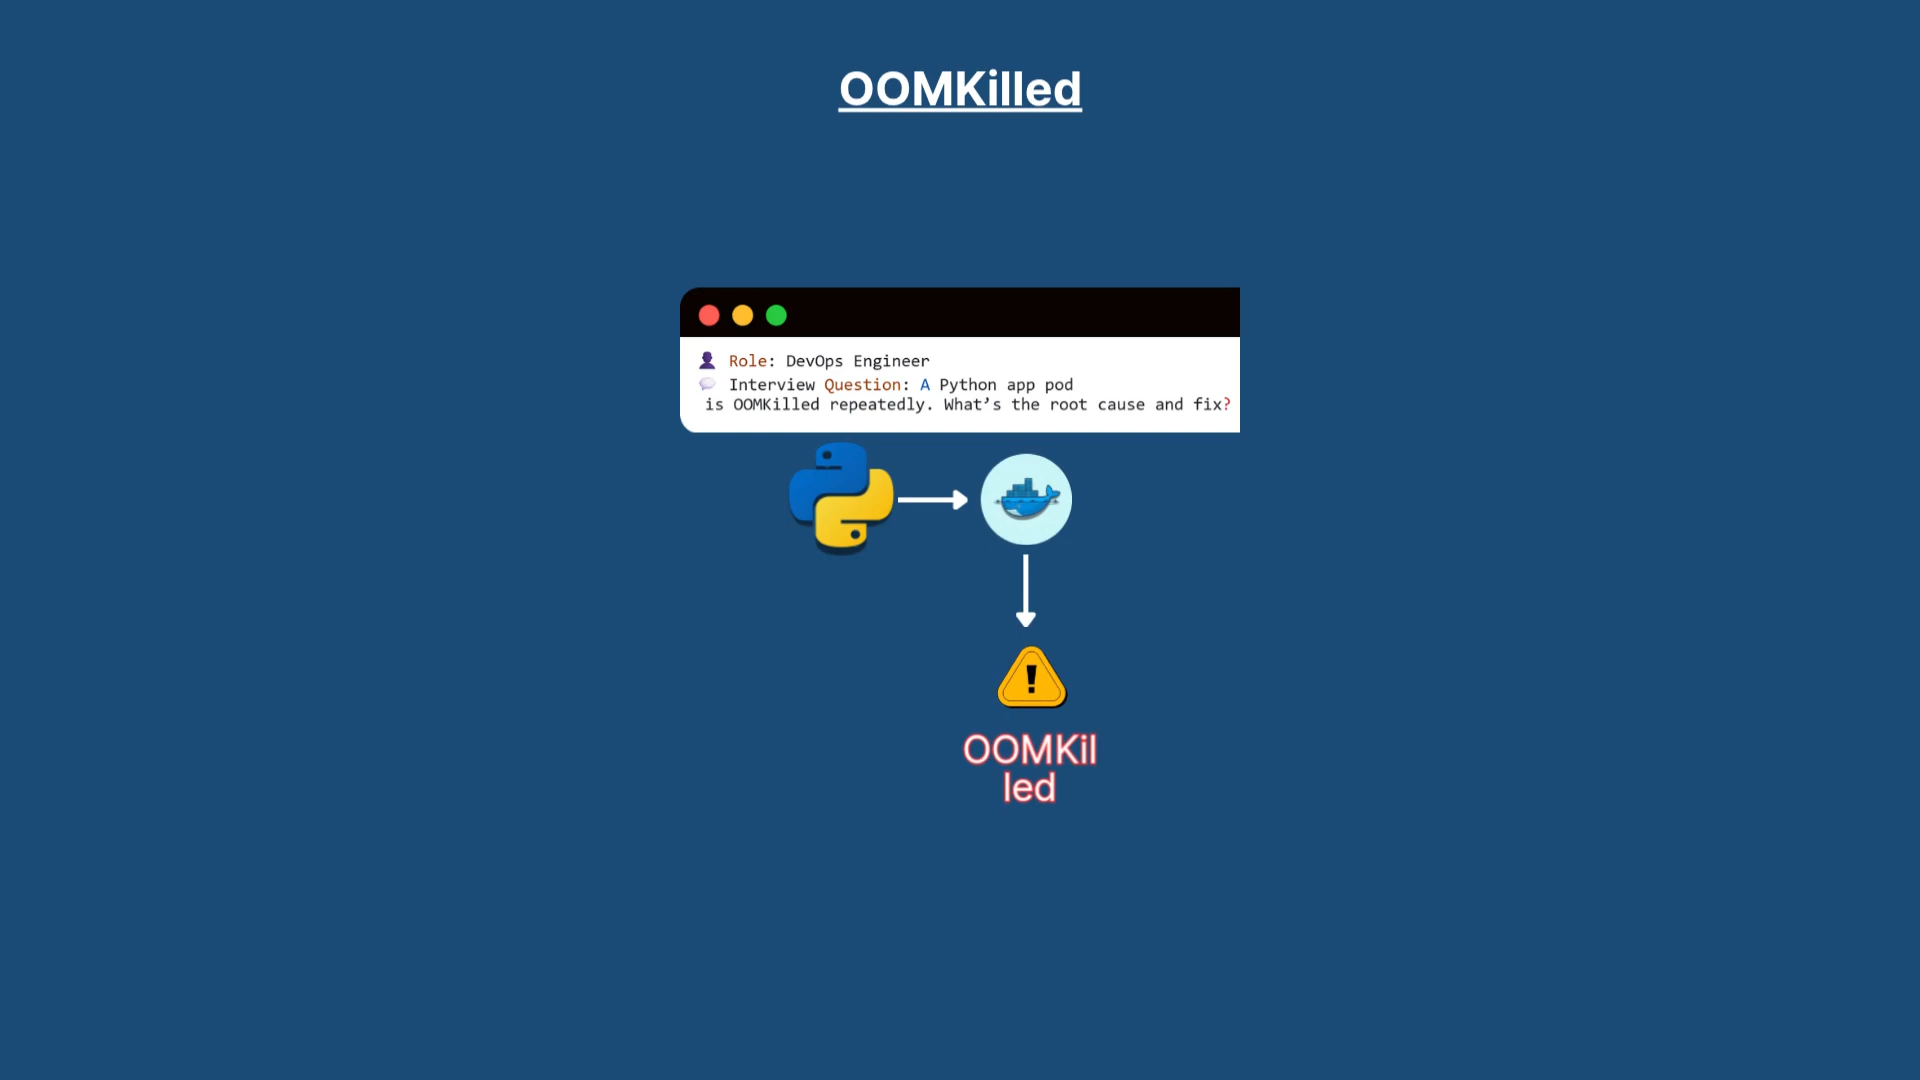 OOMKilled
Role: DevOps Engineer
Interview Question: A Python app pod
is OOMKilled repeatedly. What’s the root cause and fix?
!
OOMKil
led